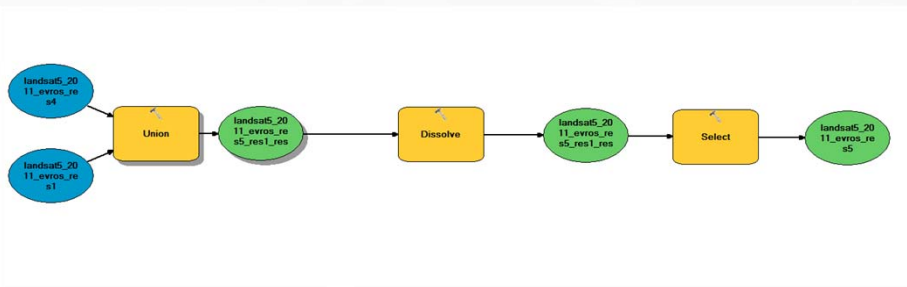 landsat5_20
11_evros_re
s4
landsat5_20
11_evros_re
s1
Union
landsat5_20
11_evros_re
s5_res1_res
Dissolve
landsat5_20
11_evros_re
s5_res1_res
Select
landsat5_20
11_evros_re
s5